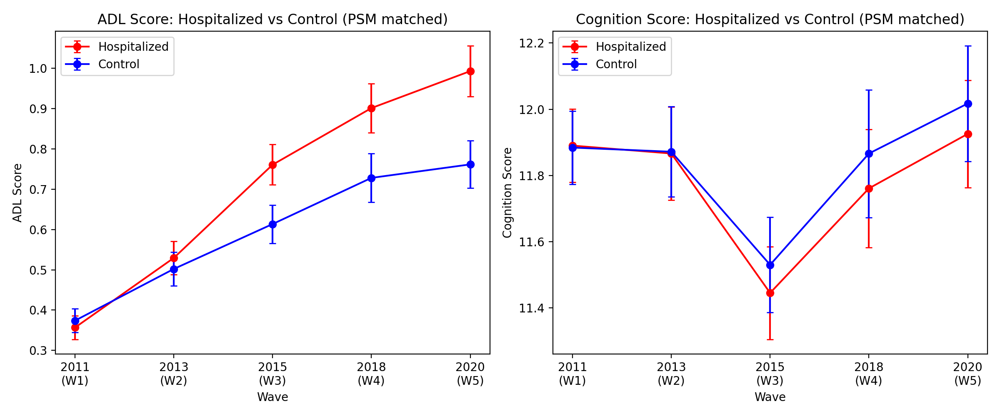 ADL Score: Hospitalized vs Control (PSM matched)
Hospitalized
Control
ADL Score
1.0
0.9
0.8
0.7
0.6
0.5
0.4
0.3
2011 2013 2015 2018 2020
(W1) (W2) (W3) (W4) (W5)
Wave
Cognition Score: Hospitalized vs Control (PSM matched)
Hospitalized
Control
Cognition Score
12.2
12.0
11.8
11.6
11.4
2011 2013 2015 2018 2020
(W1) (W2) (W3) (W4) (W5)
Wave